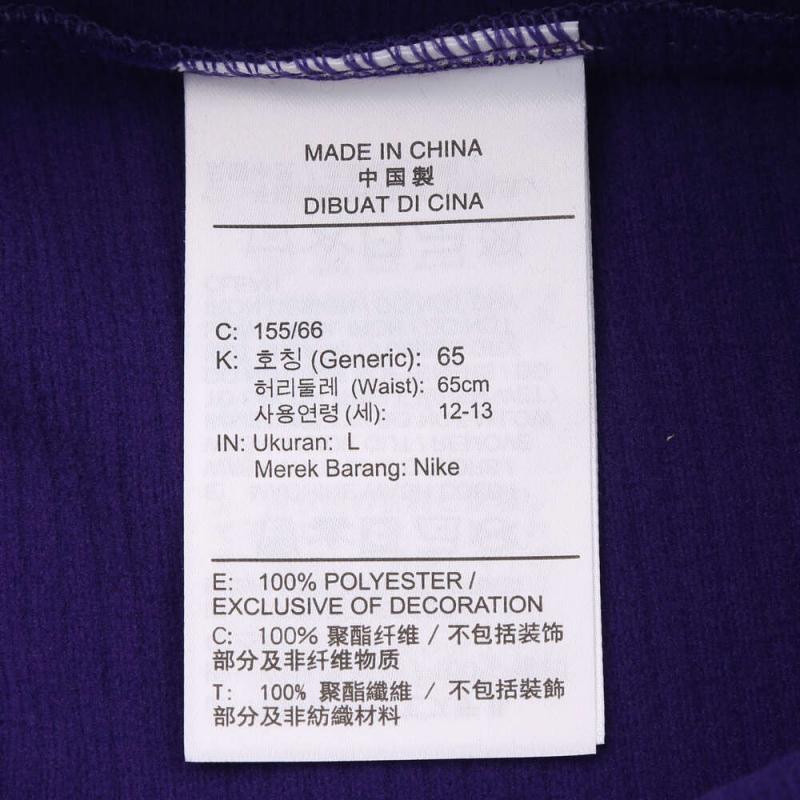 MADE IN CHINA
中国製
DIBUAT DI CINA
C: 155/66
K: 호칭 (Generic): 65
허리둘레 (Waist): 65cm
사용연령 (세): 12-13
IN: Ukuran: L
Merek Barang: Nike
E: 100% POLYESTER /
EXCLUSIVE OF DECORATION
C: 100% 聚酯纤维 / 不包括装饰
部分及非纤维物质
T: 100% 聚酯纖維 / 不包括裝飾
部分及非紡織材料